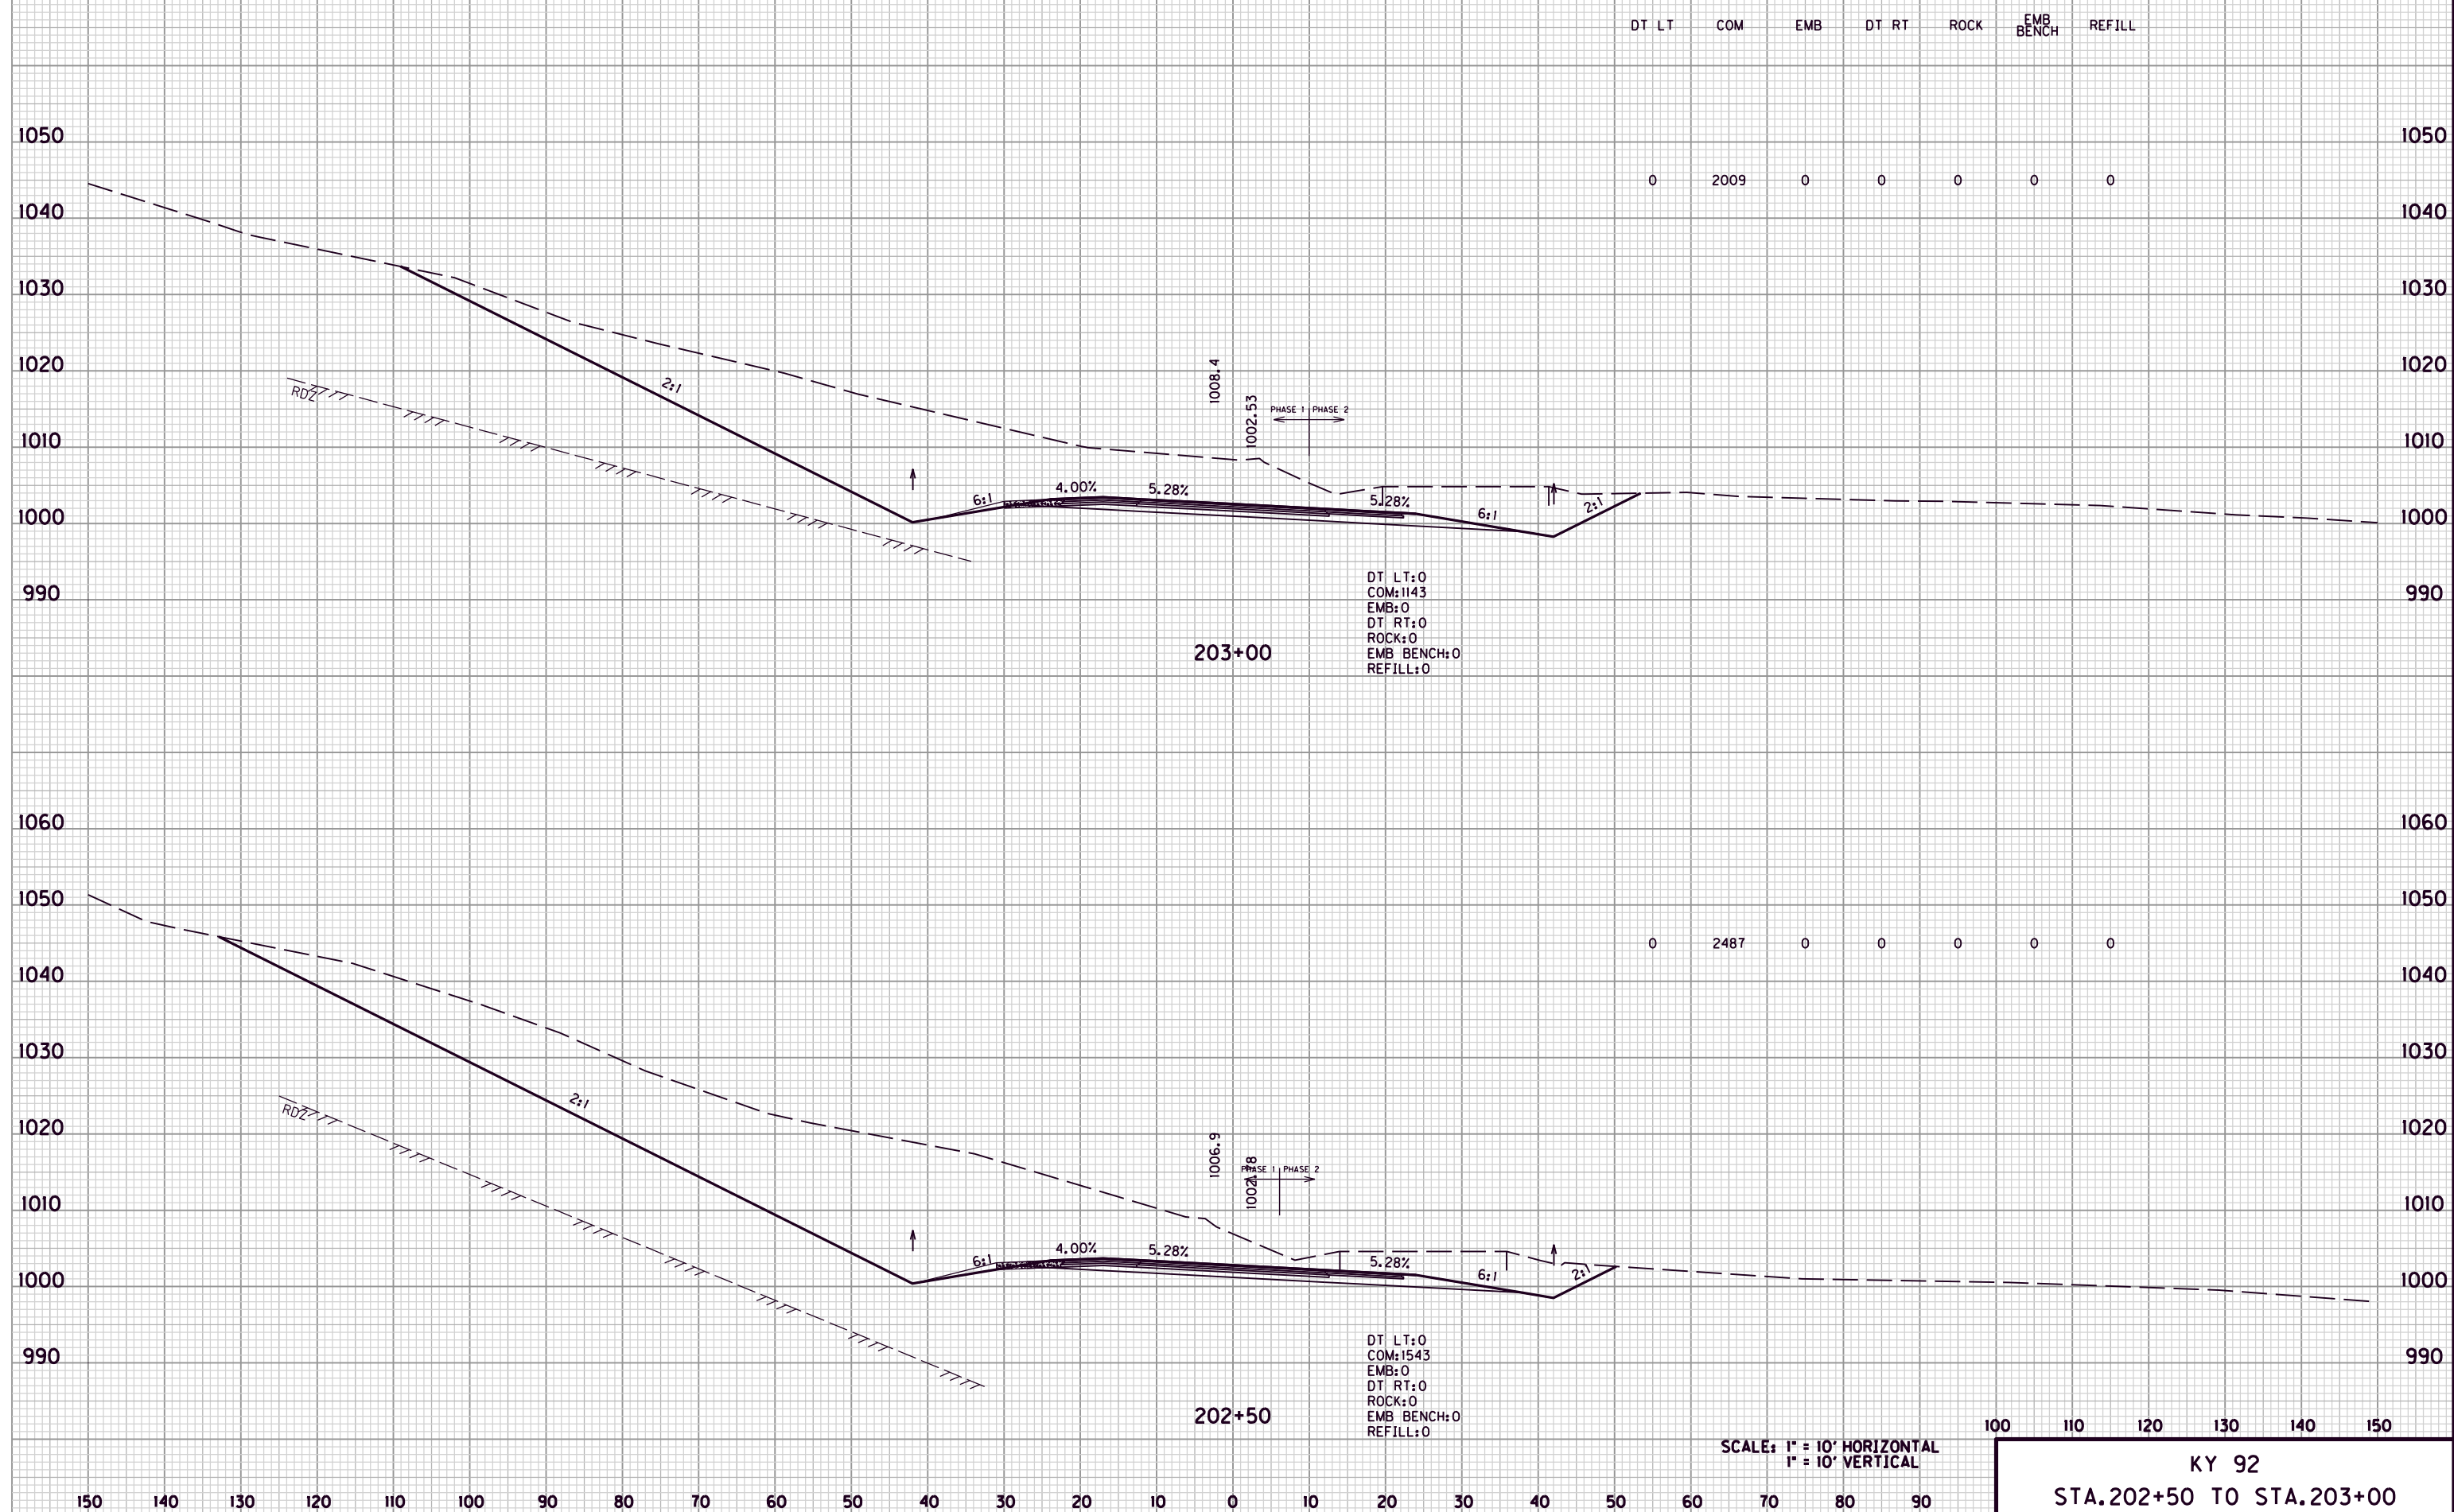 DT LT COM EMB DT RT ROCK EMB BENCH REFILL
1050 1050
0 2009 0 0 0 0 0
1040 1040
1030 1030
1020 2:1 1008.4 1020
RDZ
1002.53 PHASE 1 PHASE 2
1010 1010
6:1 4.00% 5.28% 5.28% 6:1 2:1
1000 1000
990 990
DT LT:0
COM:1143
EMB:0
DT RT:0
ROCK:0
203+00 EMB BENCH:0
REFILL:0
1060 1060
1050 1050
0 2487 0 0 0 0 0
1040 1040
1030 1030
2:1
RDZ
1020 1020
1006.9
1002.78 PHASE 1 PHASE 2
1010 1010
6:1 4.00% 5.28% 5.28% 6:1 2:1
1000 1000
990 990
DT LT:0
COM:1543
EMB:0
DT RT:0
ROCK:0
202+50 EMB BENCH:0
REFILL:0
100 110 120 130 140 150
SCALE: 1" = 10' HORIZONTAL
1" = 10' VERTICAL
KY 92
STA.202+50 TO STA.203+00
150 140 130 120 110 100 90 80 70 60 50 40 30 20 10 0 10 20 30 40 50 60 70 80 90